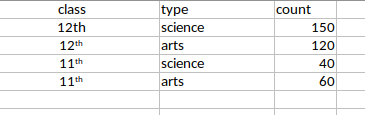 class type count
12th science 150
12ᵗʰ arts 120
11ᵗʰ science 40
11ᵗʰ arts 60